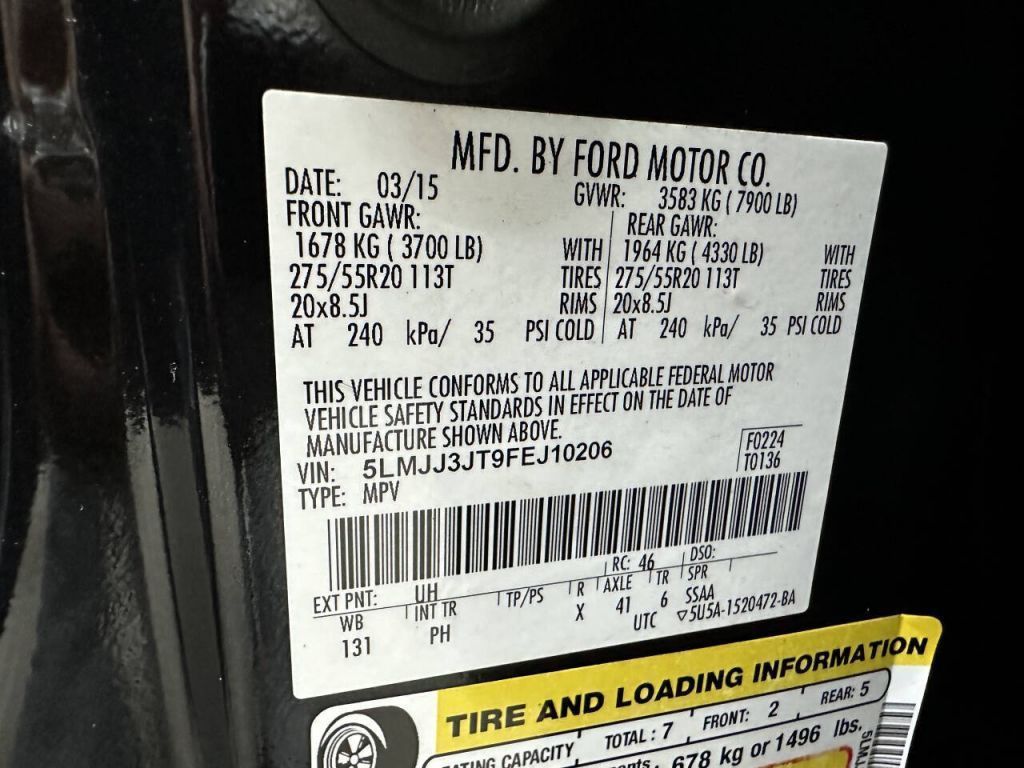 MFD. BY FORD MOTOR CO.
DATE: 03/15 GVWR: 3583 KG ( 7900 LB)
FRONT GAWR: REAR GAWR:
1678 KG ( 3700 LB) WITH 1964 KG ( 4330 LB) WITH
275/55R20 113T TIRES 275/55R20 113T TIRES
20x8.5J RIMS 20x8.5J RIMS
AT 240 kPa/ 35 PSI COLD AT 240 kPa/ 35 PSI COLD
THIS VEHICLE CONFORMS TO ALL APPLICABLE FEDERAL MOTOR
VEHICLE SAFETY STANDARDS IN EFFECT ON THE DATE OF
MANUFACTURE SHOWN ABOVE.
F0224
VIN: 5LMJJ3JT9FEJ10206 T0136
TYPE: MPV
EXT PNT: UH RC: 46 DSO:
WB INT TR TP/PS R AXLE TR SPR
131 PH X 41 6 SSAA
UTC ▽5U5A-1520472-BA
TIRE AND LOADING INFORMATION
CAPACITY TOTAL : 7 FRONT: 2 REAR: 5
678 kg or 1496 lbs.